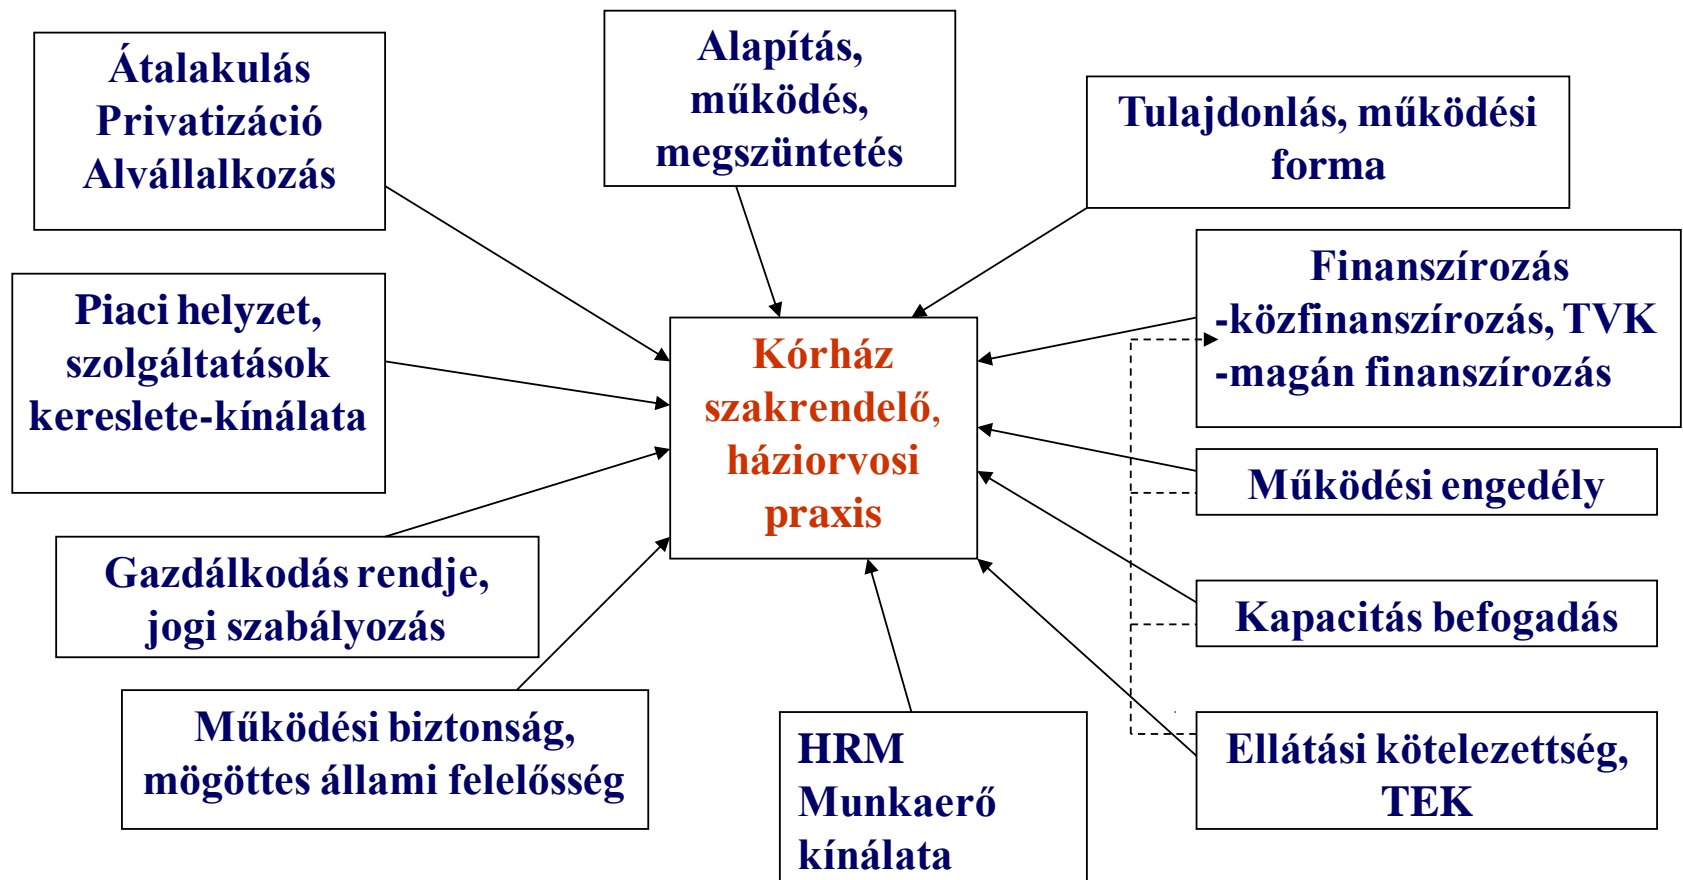 Átalakulás
Privatizáció
Alvállalkozás
Alapítás,
működés,
megszüntetés
Tulajdonlás, működési
forma
Piaci helyzet,
szolgáltatások
kereslete-kínálata
Kórház
szakrendelő,
háziorvosi
praxis
Finanszírozás
-közfinanszírozás, TVK
-magán finanszírozás
Működési engedély
Gazdálkodás rendje,
jogi szabályozás
Kapacitás befogadás
Működési biztonság,
mögöttes állami felelősség
HRM
Munkaerő
kínálata
Ellátási kötelezettség,
TEK